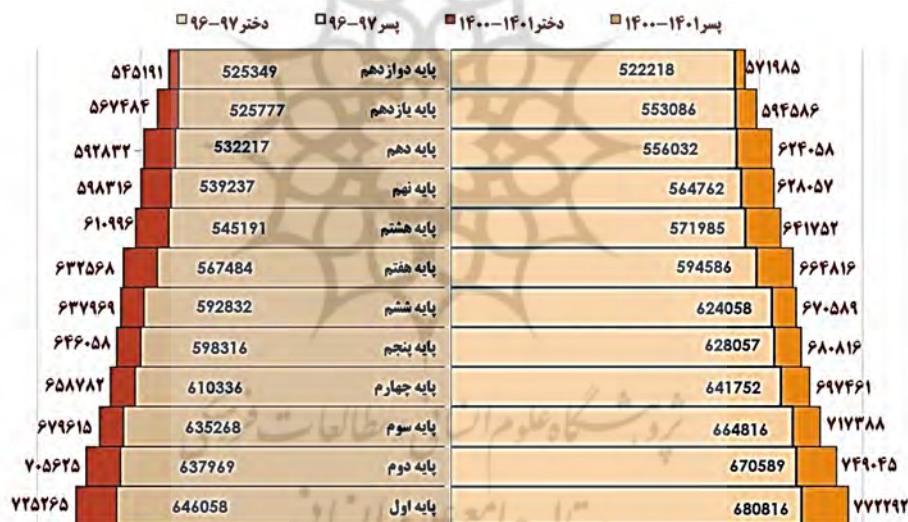 پسر۱۴۰۱-۱۴۰۰ دختر۱۴۰۱-۱۴۰۰ پسر۹۷-۹۶ دختر۹۷-۹۶
۵۴۵۱۹۱ 525349 پایه دوازدهم 522218 ۵۷۱۹۸۵
۵۶۷۴۸۴ 525777 پایه یازدهم 553086 ۵۹۴۵۸۶
۵۹۲۸۳۲ 532217 پایه دهم 556032 ۶۲۴۰۵۸
۵۹۸۳۱۶ 539237 پایه نهم 564762 ۶۲۸۰۵۷
۶۱۰۹۹۶ 545191 پایه هشتم 571985 ۶۴۱۷۵۲
۶۳۲۵۶۸ 567484 پایه هفتم 594586 ۶۶۴۸۱۶
۶۳۷۹۶۹ 592832 پایه ششم 624058 ۶۷۰۵۸۹
۶۴۶۰۵۸ 598316 پایه پنجم 628057 ۶۸۰۸۱۶
۶۵۸۷۸۲ 610336 پایه چهارم 641752 ۶۹۷۴۶۱
۶۷۹۶۱۵ 635268 پایه سوم 664816 ۷۱۷۳۸۸
۷۰۵۶۲۵ 637969 پایه دوم 670589 ۷۴۹۰۴۵
۷۲۵۲۶۵ 646058 پایه اول 680816 ۷۷۲۲۹۲